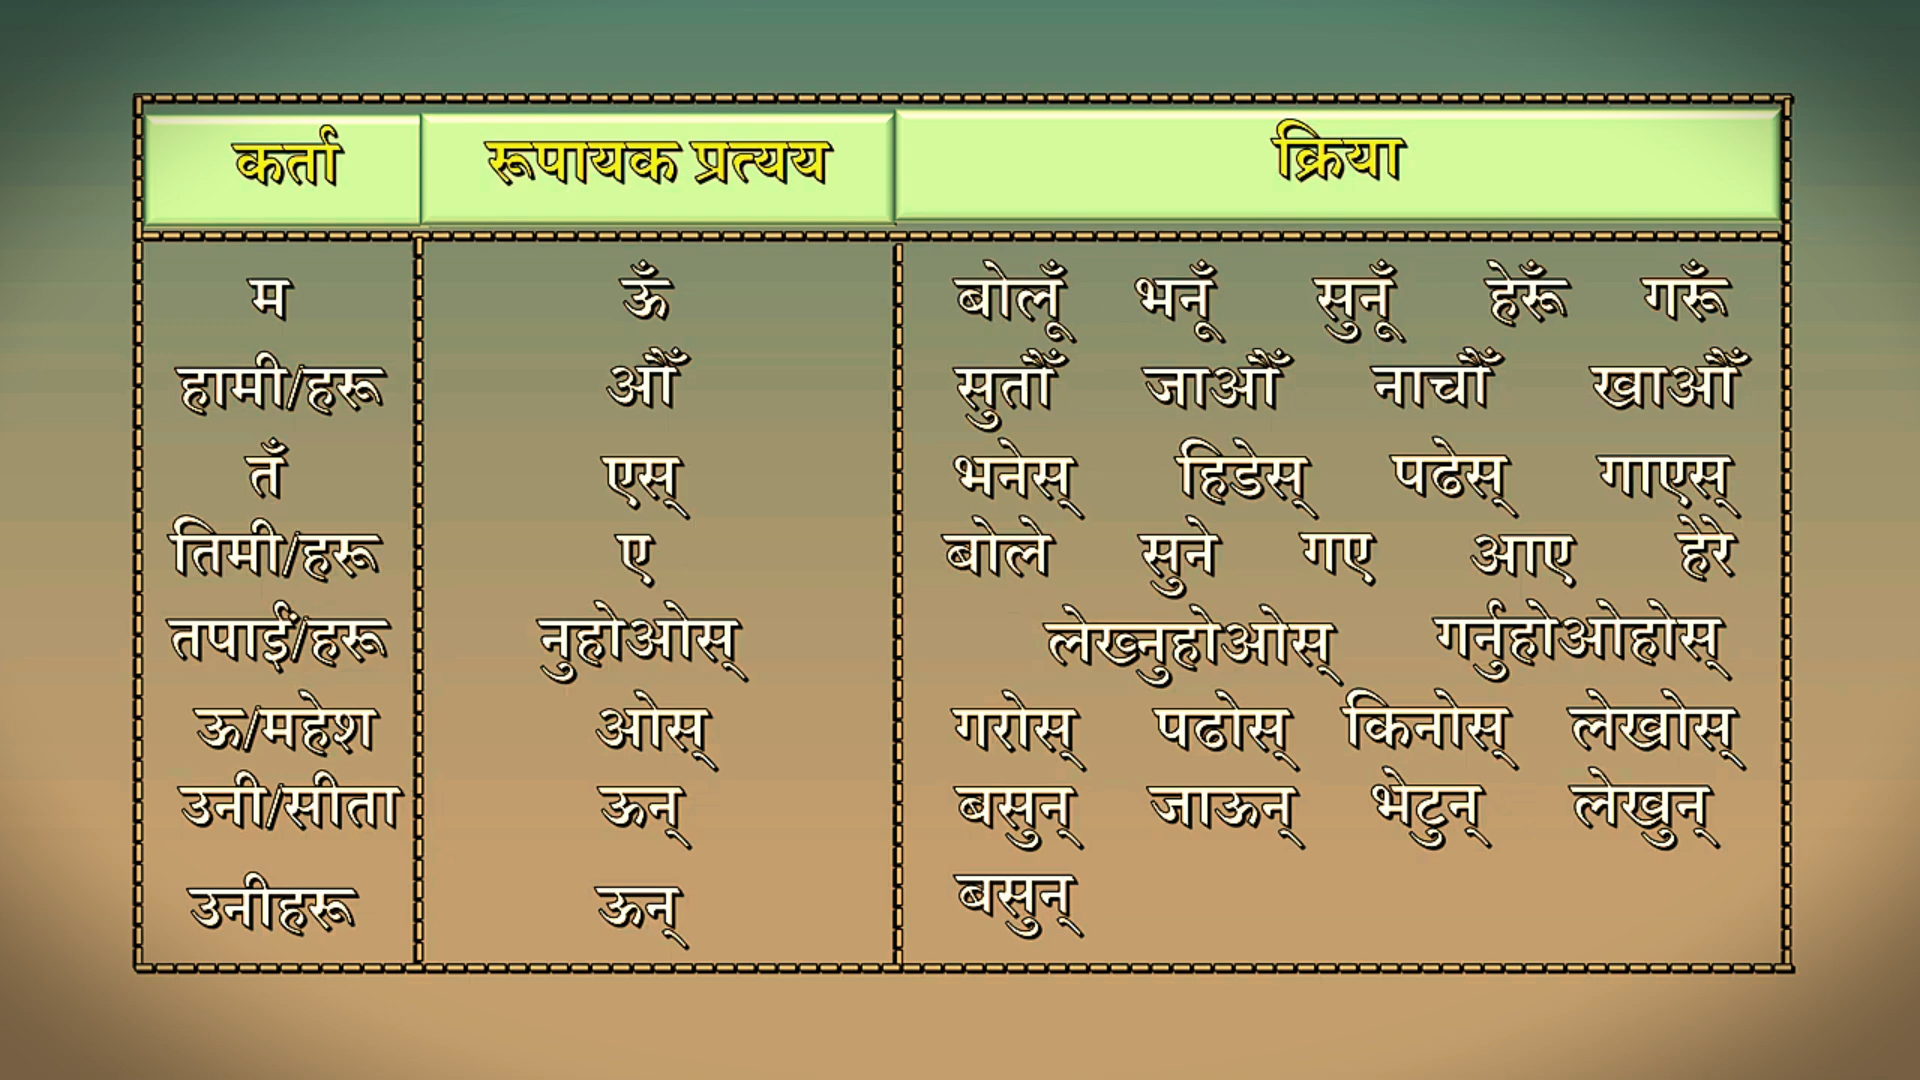 कर्ता रूपायक प्रत्यय क्रिया
म ऊँ बोलूँ भनूँ सुनूँ हेरूँ गरूँ
हामी/हरू औँ सुतौँ जाऔँ नाचौँ खाऔँ
तँ एस् भनेस् हिडेस् पढेस् गाएस्
तिमी/हरू ए बोले सुने गए आए हेरे
तपाईं/हरू नुहोओस् लेख्नुहोओस् गर्नुहोओहोस्
ऊ/महेश ओस् गरोस् पढोस् किनोस् लेखोस्
उनी/सीता ऊन् बसुन् जाऊन् भेटुन् लेखुन्
उनीहरू ऊन् बसुन्